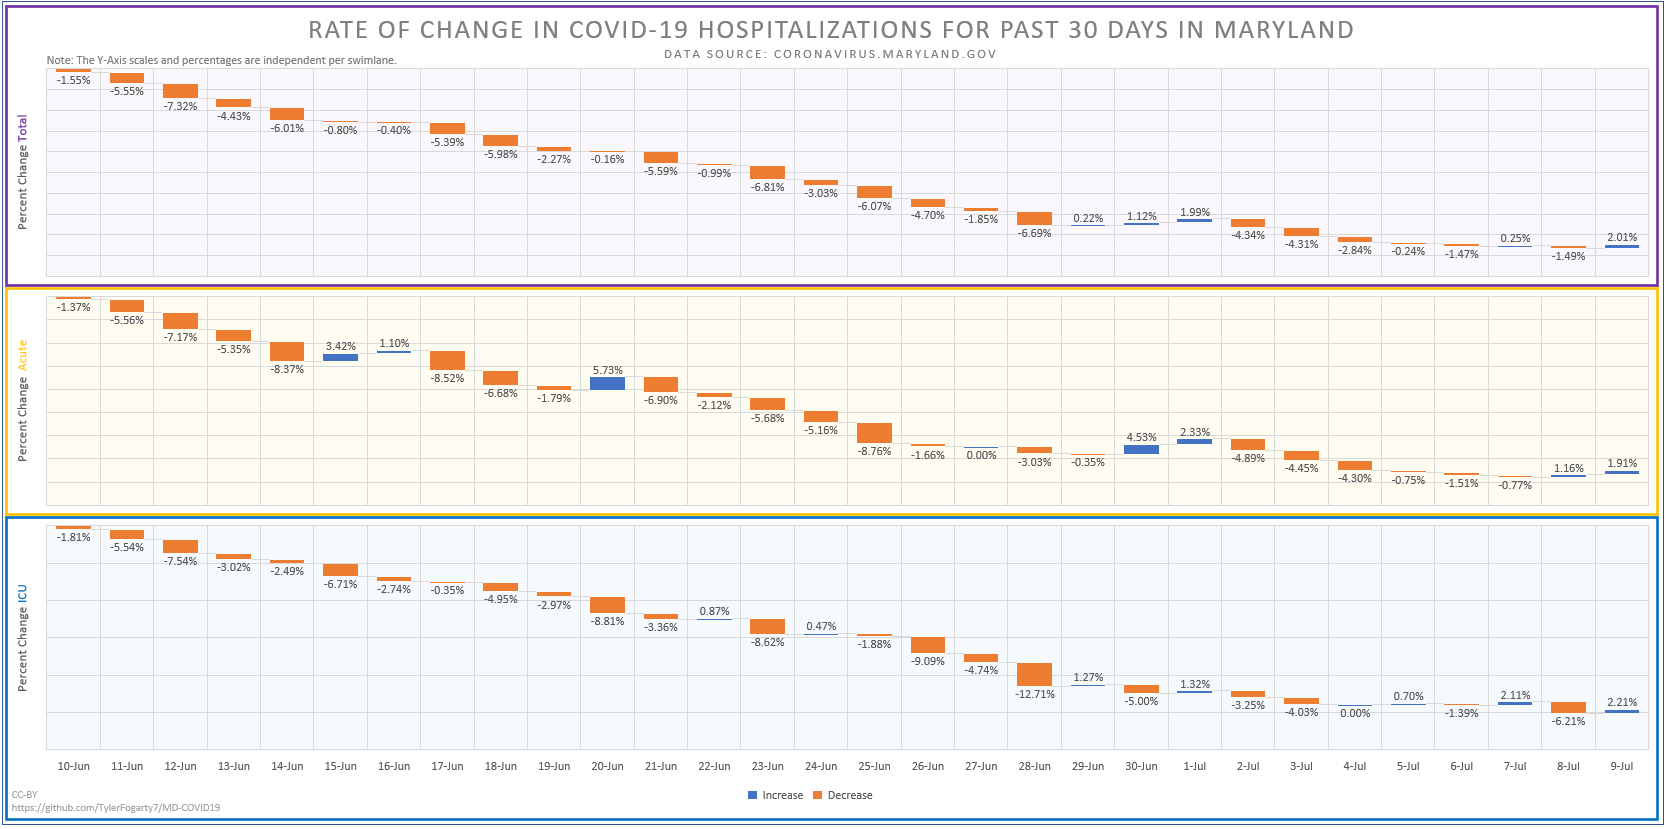 RATE OF CHANGE IN COVID-19 HOSPITALIZATIONS FOR PAST 30 DAYS IN MARYLAND
DATA SOURCE: CORONAVIRUS.MARYLAND.GOV
Note: The Y-Axis scales and percentages are independent per swimlane.
Percent Change Total
-1.55% -5.55% -7.32% -4.43% -6.01% -0.80% -0.40% -5.39% -5.98% -2.27% -0.16% -5.59% -0.99% -6.81% -3.03% -6.07% -4.70% -1.85% -6.69% 0.22% 1.12% 1.99% -4.34% -4.31% -2.84% -0.24% -1.47% 0.25% -1.49% 2.01%
Percent Change Acute
-1.37% -5.56% -7.17% -5.35% -8.37% 3.42% 1.10% -8.52% -6.68% -1.79% 5.73% -6.90% -2.12% -5.68% -5.16% -8.76% -1.66% 0.00% -3.03% -0.35% 4.53% 2.33% -4.89% -4.45% -4.30% -0.75% -1.51% -0.77% 1.16% 1.91%
Percent Change ICU
-1.81% -5.54% -7.54% -3.02% -2.49% -6.71% -2.74% -0.35% -4.95% -2.97% -8.81% -3.36% 0.87% -8.62% 0.47% -1.88% -9.09% -4.74% -12.71% 1.27% -5.00% 1.32% -3.25% -4.03% 0.00% 0.70% -1.39% 2.11% -6.21% 2.21%
10-Jun 11-Jun 12-Jun 13-Jun 14-Jun 15-Jun 16-Jun 17-Jun 18-Jun 19-Jun 20-Jun 21-Jun 22-Jun 23-Jun 24-Jun 25-Jun 26-Jun 27-Jun 28-Jun 29-Jun 30-Jun 1-Jul 2-Jul 3-Jul 4-Jul 5-Jul 6-Jul 7-Jul 8-Jul 9-Jul
Increase Decrease
CC-BY
https://github.com/TylerFogarty7/MD-COVID19